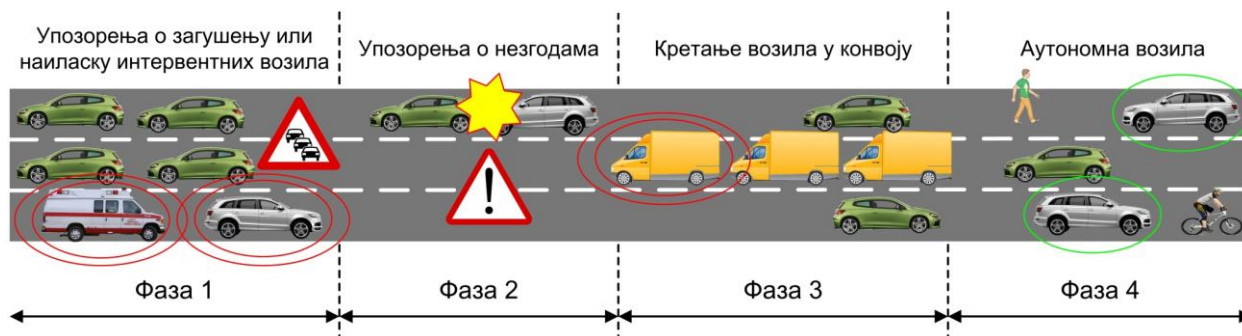 Упозорења о загушењу или
наиласку интервентних возила
Упозорења о незгодама
Кретање возила у конвоју
Аутономна возила
Фаза 1
Фаза 2
Фаза 3
Фаза 4